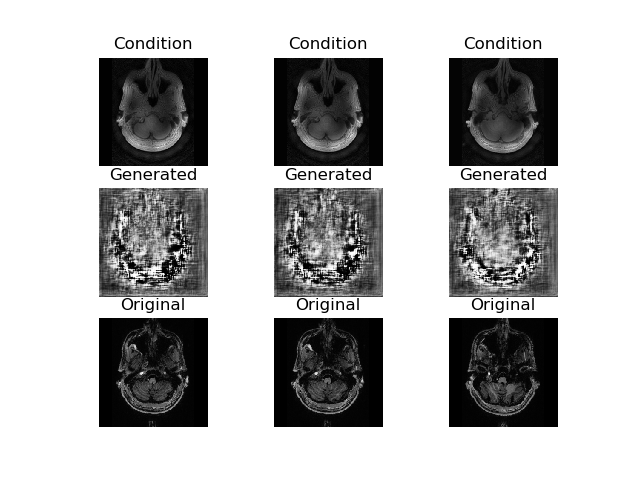 Condition Condition Condition
Generated Generated Generated
Original Original Original